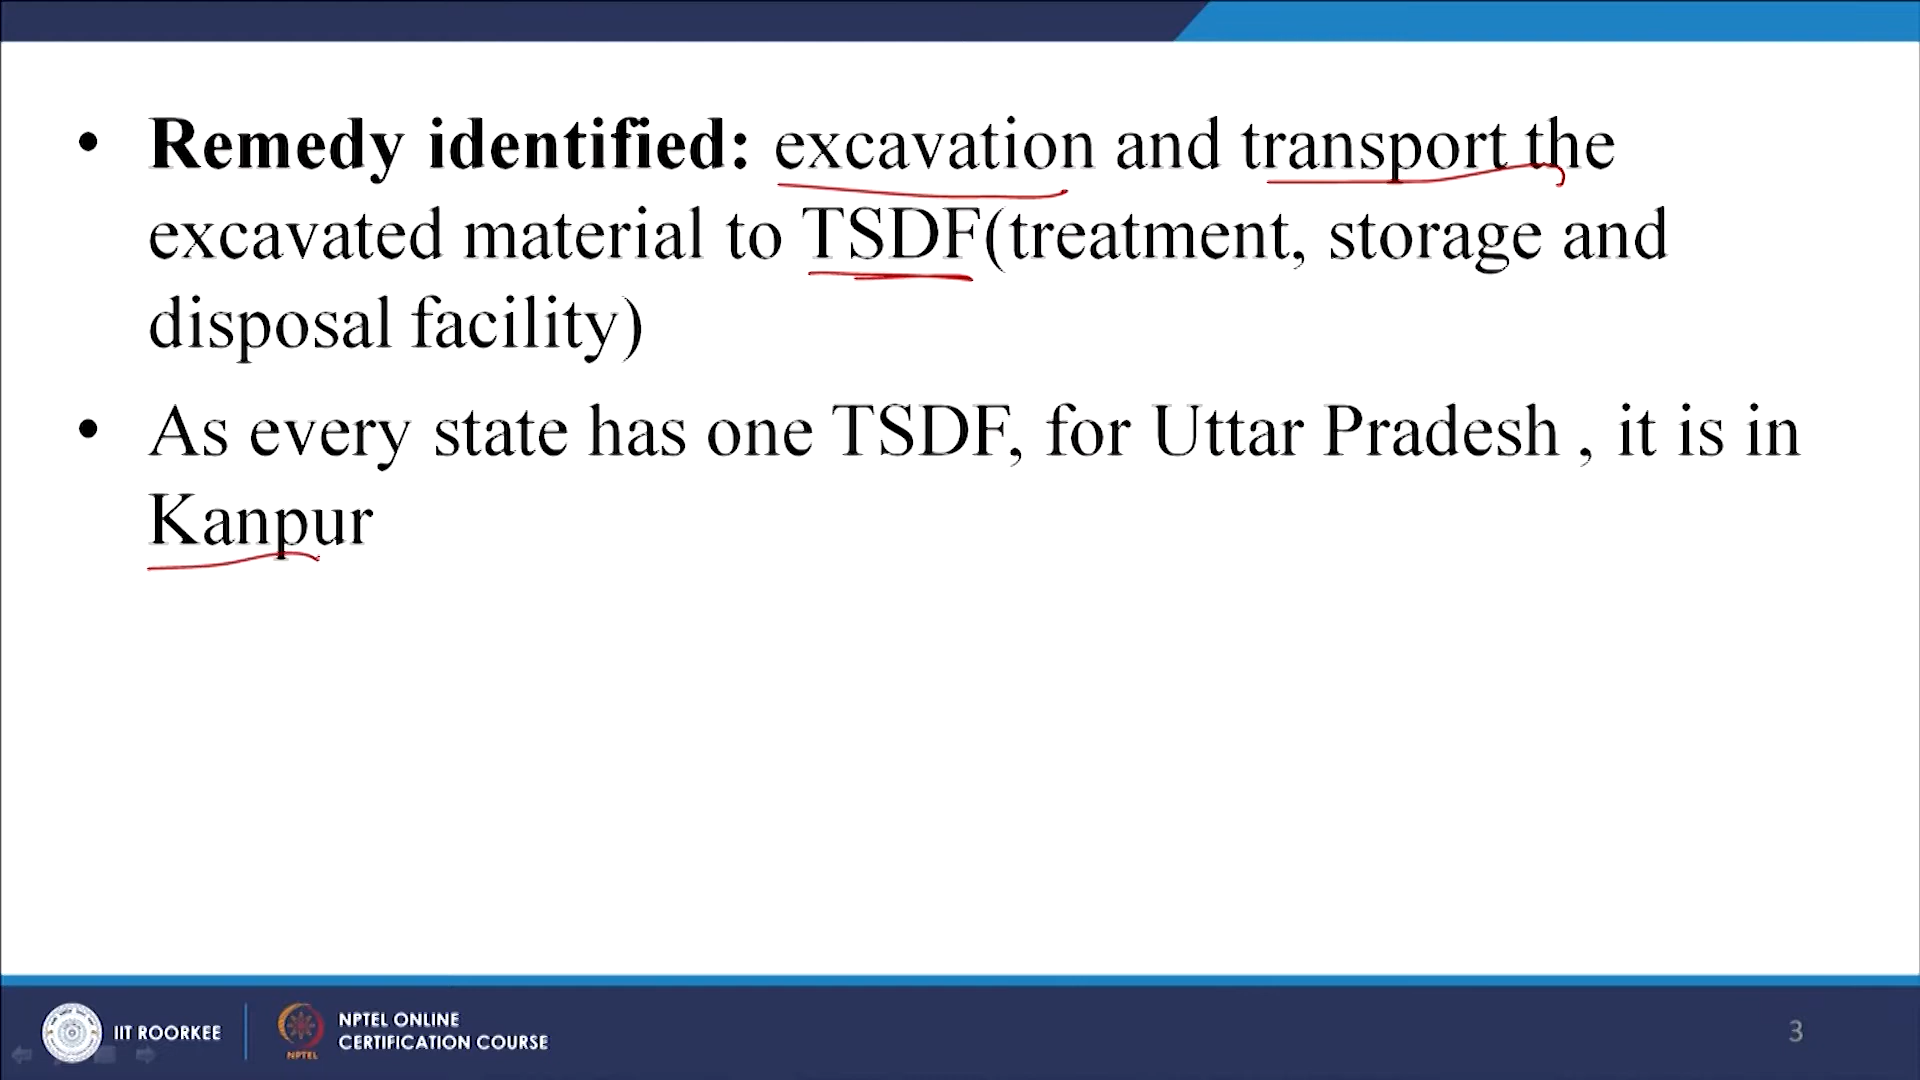 • Remedy identified: excavation and transport the
excavated material to TSDF(treatment, storage and
disposal facility)
• As every state has one TSDF, for Uttar Pradesh , it is in
Kanpur
IIT ROORKEE
NPTEL
NPTEL ONLINE
CERTIFICATION COURSE
3